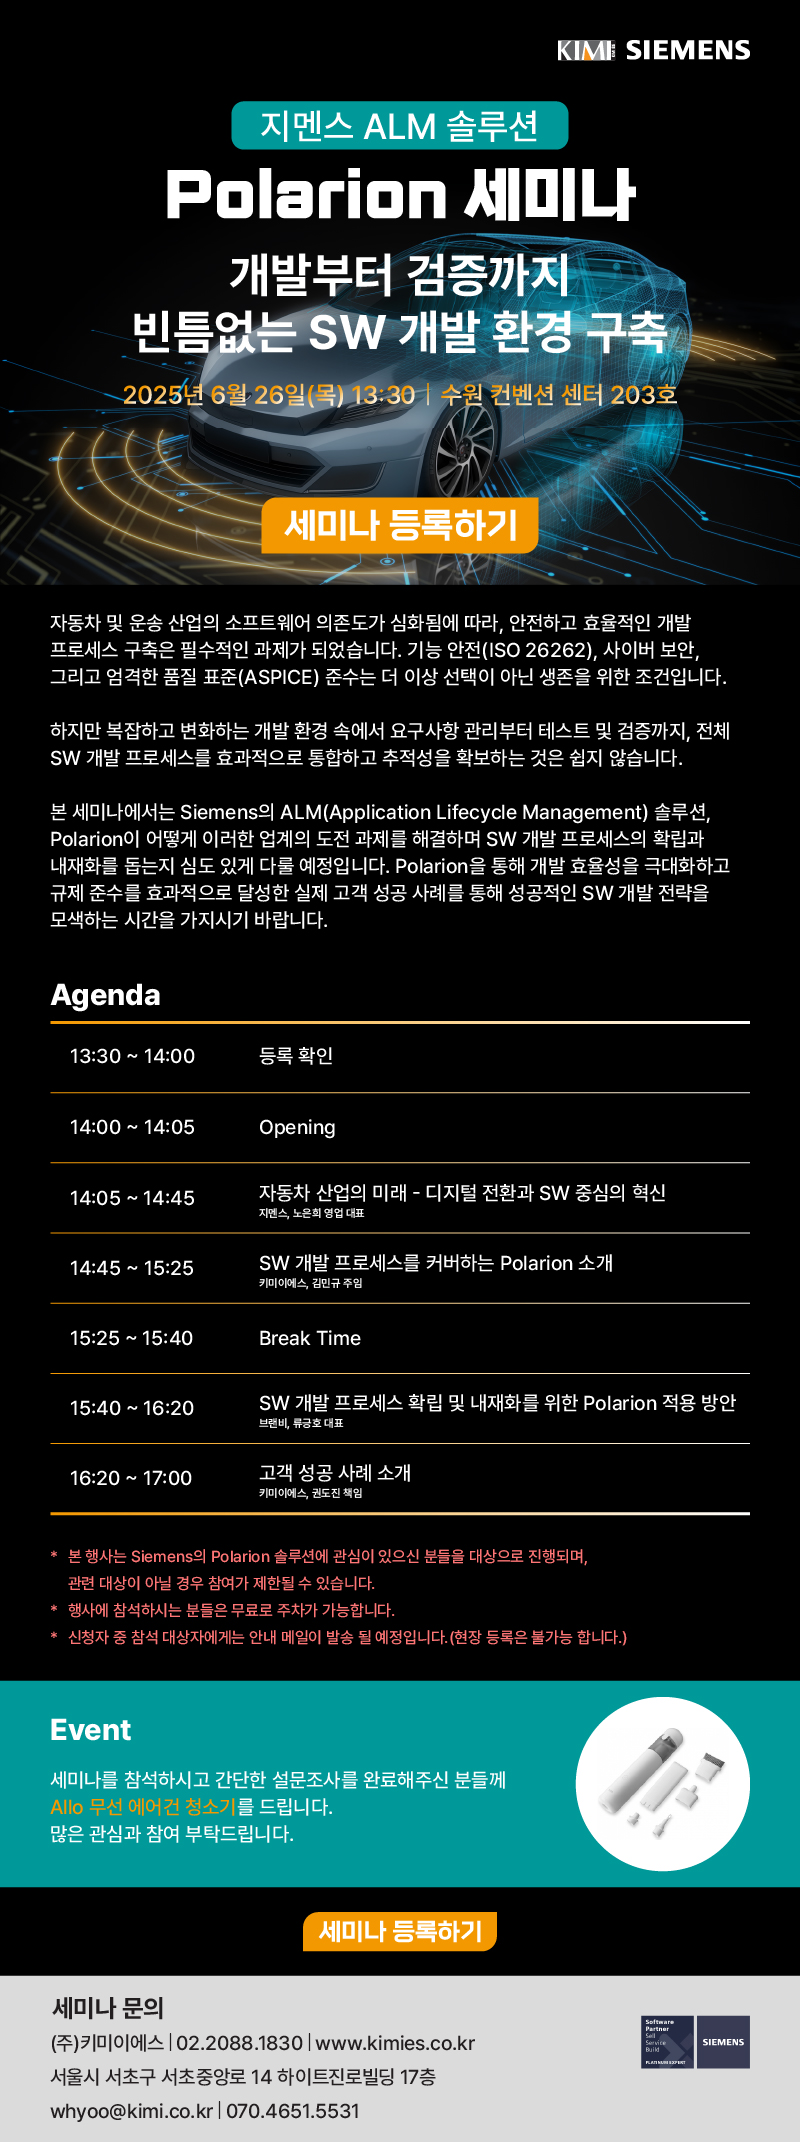 KIMI SIEMENS
지멘스 ALM 솔루션
Polarion 세미나
개발부터 검증까지
빈틈없는 SW 개발 환경 구축
2025년 6월 26일(목) 13:30 | 수원 컨벤션 센터 203호
세미나 등록하기
자동차 및 운송 산업의 소프트웨어 의존도가 심화됨에 따라, 안전하고 효율적인 개발
프로세스 구축은 필수적인 과제가 되었습니다. 기능 안전(ISO 26262), 사이버 보안,
그리고 엄격한 품질 표준(ASPICE) 준수는 더 이상 선택이 아닌 생존을 위한 조건입니다.
하지만 복잡하고 변화하는 개발 환경 속에서 요구사항 관리부터 테스트 및 검증까지, 전체
SW 개발 프로세스를 효과적으로 통합하고 추적성을 확보하는 것은 쉽지 않습니다.
본 세미나에서는 Siemens의 ALM(Application Lifecycle Management) 솔루션,
Polarion이 어떻게 이러한 업계의 도전 과제를 해결하며 SW 개발 프로세스의 확립과
내재화를 돕는지 심도 있게 다룰 예정입니다. Polarion을 통해 개발 효율성을 극대화하고
규제 준수를 효과적으로 달성한 실제 고객 성공 사례를 통해 성공적인 SW 개발 전략을
모색하는 시간을 가지시기 바랍니다.
Agenda
13:30 ~ 14:00 등록 확인
14:00 ~ 14:05 Opening
14:05 ~ 14:45 자동차 산업의 미래 - 디지털 전환과 SW 중심의 혁신
지멘스, 노은희 영업 대표
14:45 ~ 15:25 SW 개발 프로세스를 커버하는 Polarion 소개
키미이에스, 김민규 주임
15:25 ~ 15:40 Break Time
15:40 ~ 16:20 SW 개발 프로세스 확립 및 내재화를 위한 Polarion 적용 방안
브랜비, 류긍호 대표
16:20 ~ 17:00 고객 성공 사례 소개
키미이에스, 권도진 책임
* 본 행사는 Siemens의 Polarion 솔루션에 관심이 있으신 분들을 대상으로 진행되며,
관련 대상이 아닐 경우 참여가 제한될 수 있습니다.
* 행사에 참석하시는 분들은 무료로 주차가 가능합니다.
* 신청자 중 참석 대상자에게는 안내 메일이 발송 될 예정입니다.(현장 등록은 불가능 합니다.)
Event
세미나를 참석하시고 간단한 설문조사를 완료해주신 분들께
Allo 무선 에어건 청소기를 드립니다.
많은 관심과 참여 부탁드립니다.
세미나 등록하기
세미나 문의
(주)키미이에스 | 02.2088.1830 | www.kimies.co.kr
서울시 서초구 서초중앙로 14 하이트진로빌딩 17층
whyoo@kimi.co.kr | 070.4651.5531
Software
Partner
Sell
Service
Build
PLATINUM EXPERT
SIEMENS